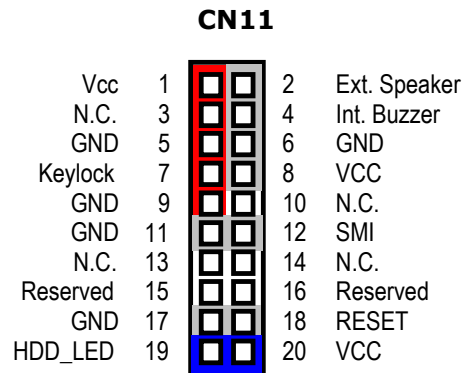 CN11
Vcc 1 2 Ext. Speaker
N.C. 3 4 Int. Buzzer
GND 5 6 GND
Keylock 7 8 VCC
GND 9 10 N.C.
GND 11 12 SMI
N.C. 13 14 N.C.
Reserved 15 16 Reserved
GND 17 18 RESET
HDD_LED 19 20 VCC